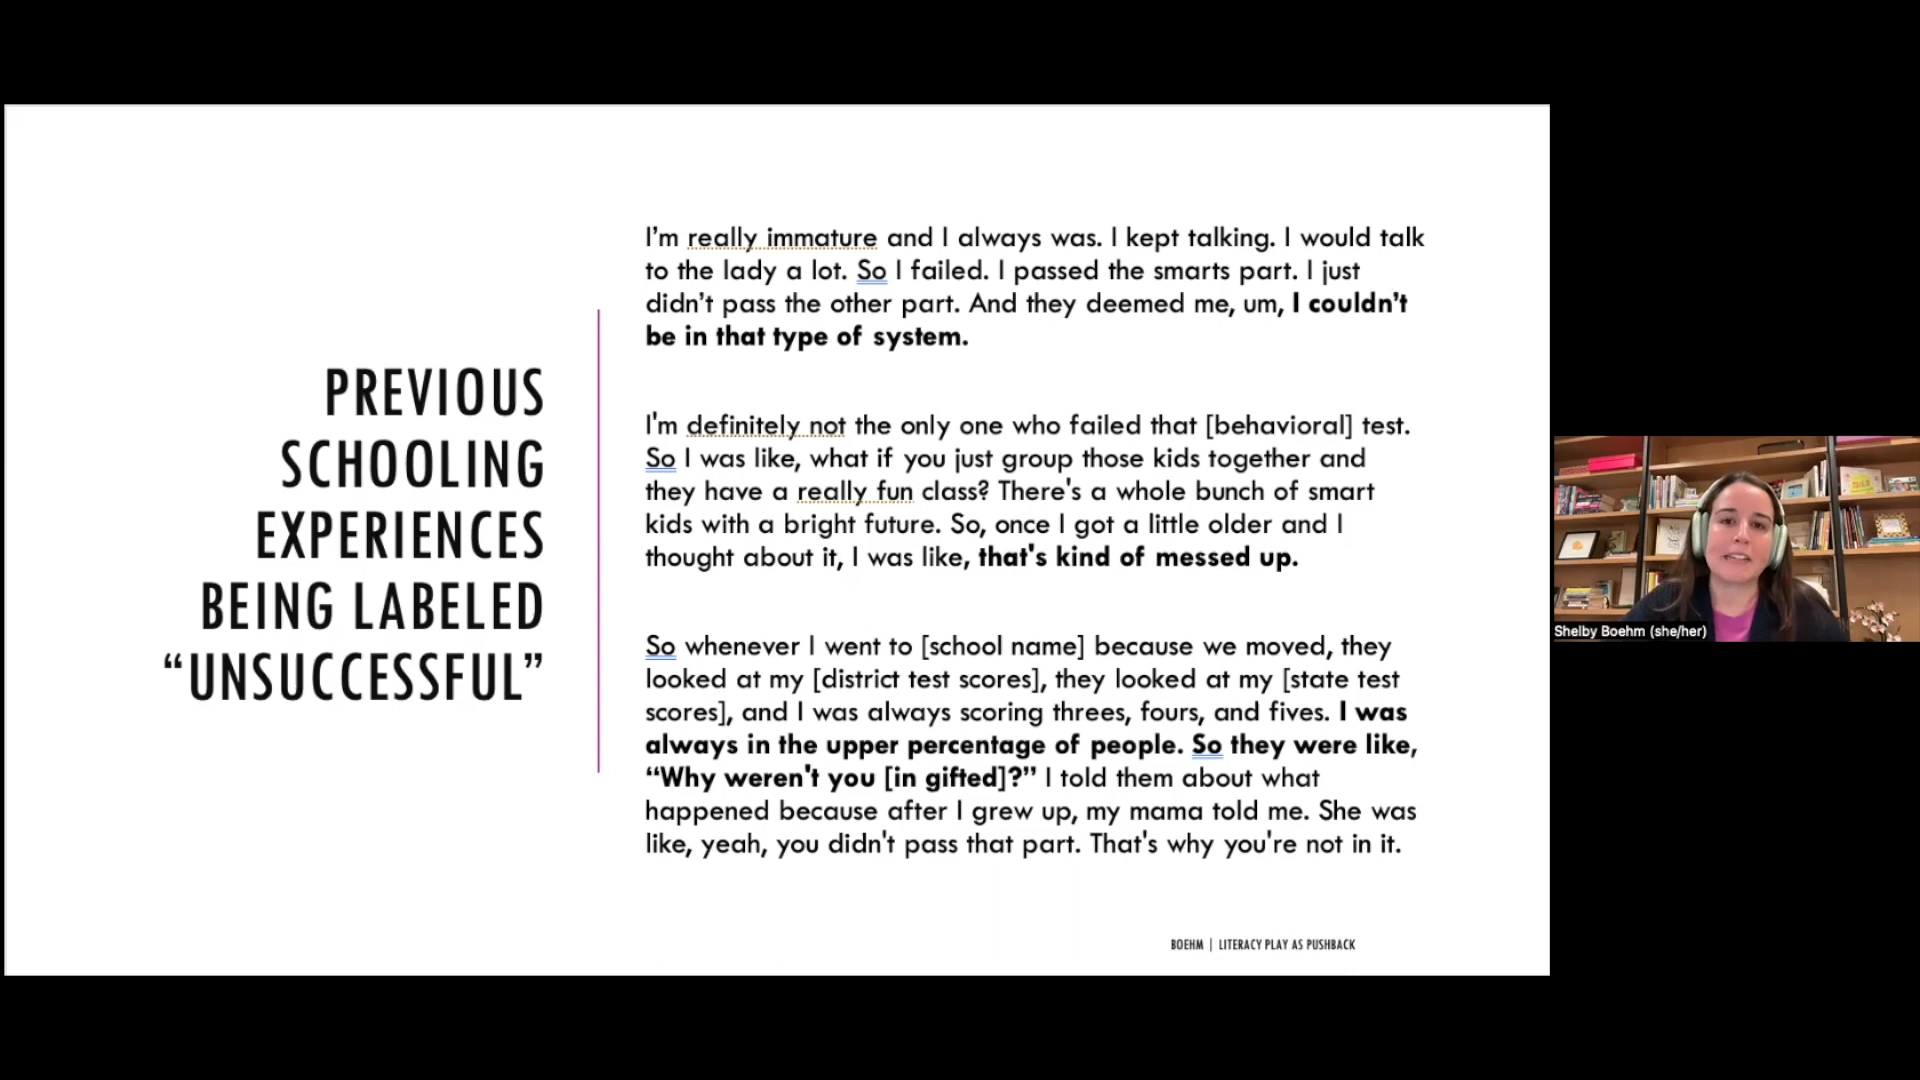 PREVIOUS
SCHOOLING
EXPERIENCES
BEING LABELED
“UNSUCCESSFUL”
I’m really immature and I always was. I kept talking. I would talk
to the lady a lot. So I failed. I passed the smarts part. I just
didn’t pass the other part. And they deemed me, um, I couldn’t
be in that type of system.
I'm definitely not the only one who failed that [behavioral] test.
So I was like, what if you just group those kids together and
they have a really fun class? There's a whole bunch of smart
kids with a bright future. So, once I got a little older and I
thought about it, I was like, that's kind of messed up.
So whenever I went to [school name] because we moved, they
looked at my [district test scores], they looked at my [state test
scores], and I was always scoring threes, fours, and fives. I was
always in the upper percentage of people. So they were like,
“Why weren't you [in gifted]?” I told them about what
happened because after I grew up, my mama told me. She was
like, yeah, you didn't pass that part. That's why you're not in it.
BOEHM | LITERACY PLAY AS PUSHBACK
Shelby Boehm (she/her)